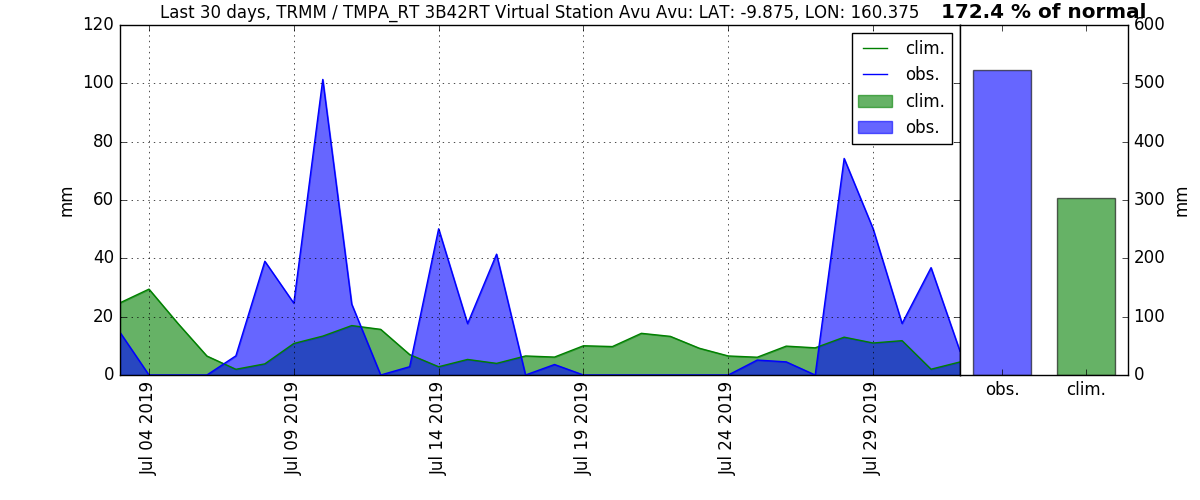 Last 30 days, TRMM / TMPA_RT 3B42RT Virtual Station Avu Avu: LAT: -9.875, LON: 160.375
172.4 % of normal
120
100
80
60
40
20
0
mm
clim.
obs.
clim.
obs.
600
500
400
300
200
100
0
mm
Jul 04 2019
Jul 09 2019
Jul 14 2019
Jul 19 2019
Jul 24 2019
Jul 29 2019
obs.
clim.